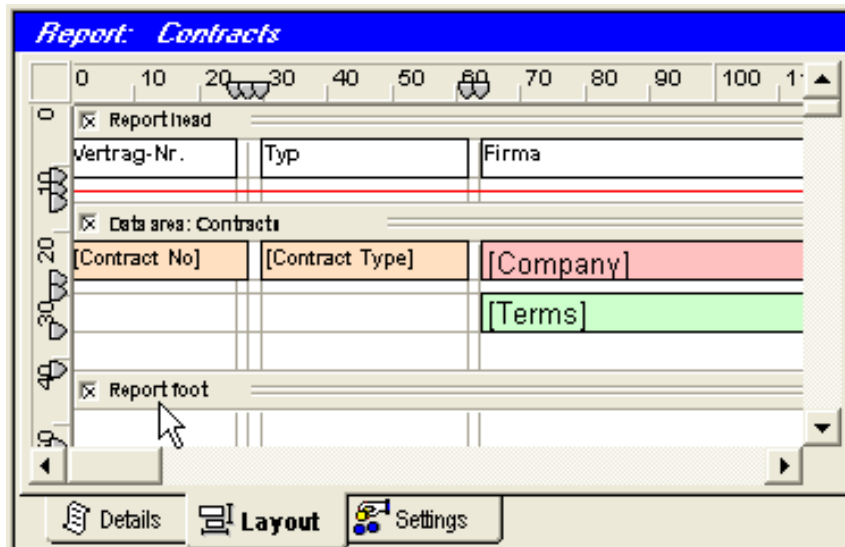 Report: Contracts
0 10 20 30 40 50 60 70 80 90 100
0
Report head
Vertrag-Nr. Typ Firma
10
Data area: Contracts
20
[Contract No] [Contract Type] [Company]
30
[Terms]
40
Report foot
Details Layout Settings